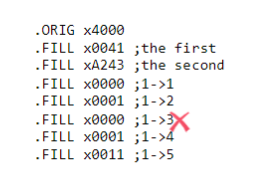 .ORIG x4000
.FILL x0041 ;the first
.FILL xA243 ;the second
.FILL x0000 ;1->1
.FILL x0001 ;1->2
.FILL x0000 ;1->3
.FILL x0001 ;1->4
.FILL x0011 ;1->5